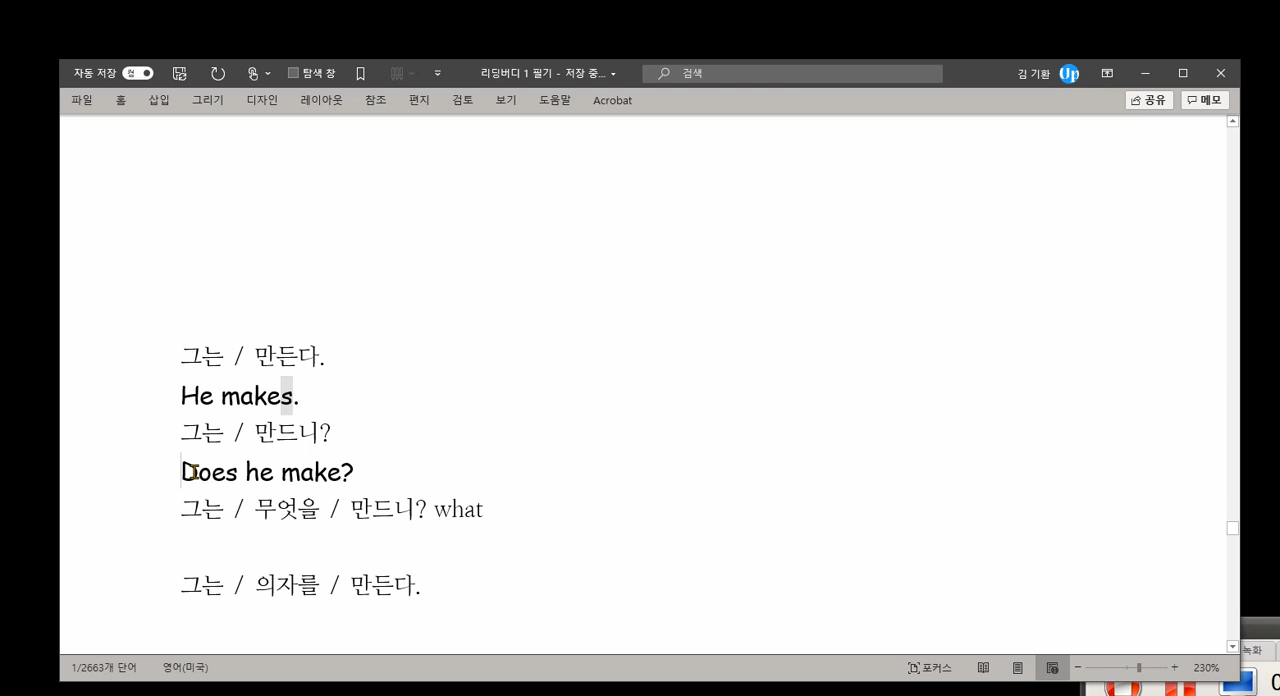 자동 저장 컴 탐색 창 리딩버디 1 필기 - 저장 중... 검색 김 기환 Up
파일 홈 삽입 그리기 디자인 레이아웃 참조 편지 검토 보기 도움말 Acrobat 공유 메모
그는 / 만든다.
He makes.
그는 / 만드니?
Does he make?
그는 / 무엇을 / 만드니? what
그는 / 의자를 / 만든다.
녹화
1/2663개 단어 영어(미국) 포커스 230%